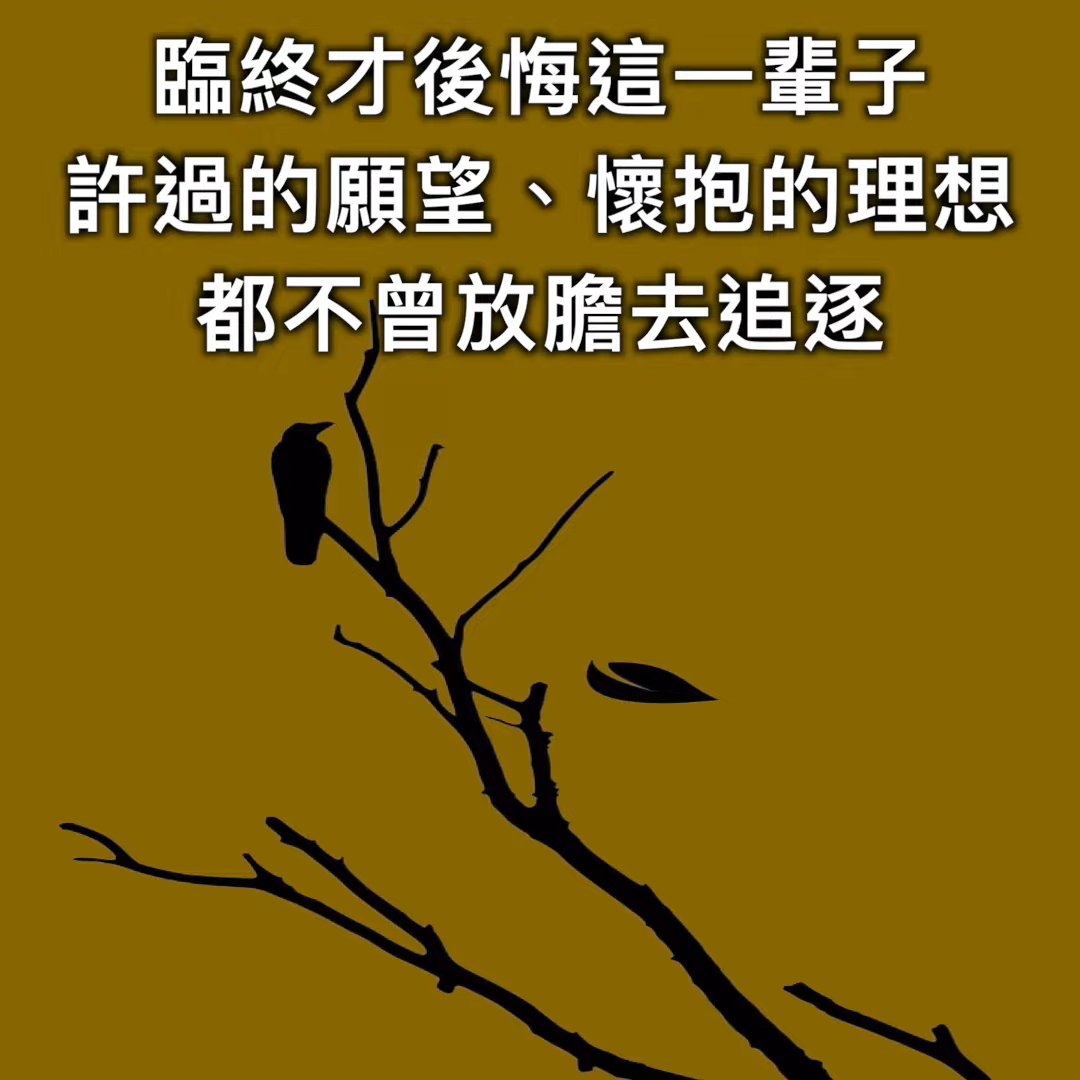 臨終才後悔這一輩子
許過的願望、懷抱的理想
都不曾放膽去追逐